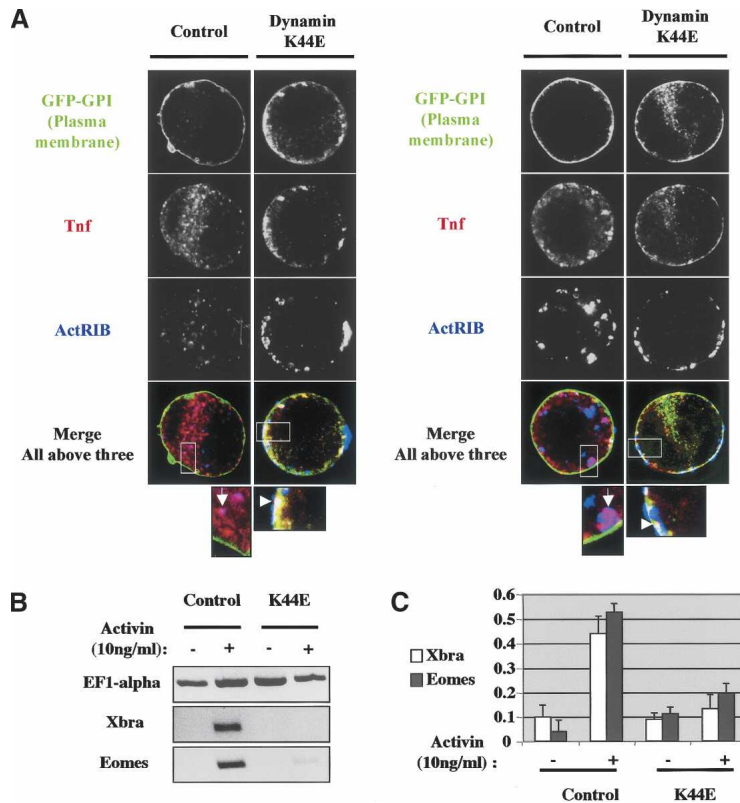 A
Control
Dynamin
K44E
Control
Dynamin
K44E
GFP-GPI
(Plasma
membrane)
GFP-GPI
(Plasma
membrane)
Tnf
Tnf
ActRIB
ActRIB
Merge
All above three
Merge
All above three
B
Control K44E
Activin
(10ng/ml) : - + - +
EF1-alpha
Xbra
Eomes
C
Xbra
Eomes
0.6
0.5
0.4
0.3
0.2
0.1
0
Activin
(10ng/ml) : - + - +
Control K44E